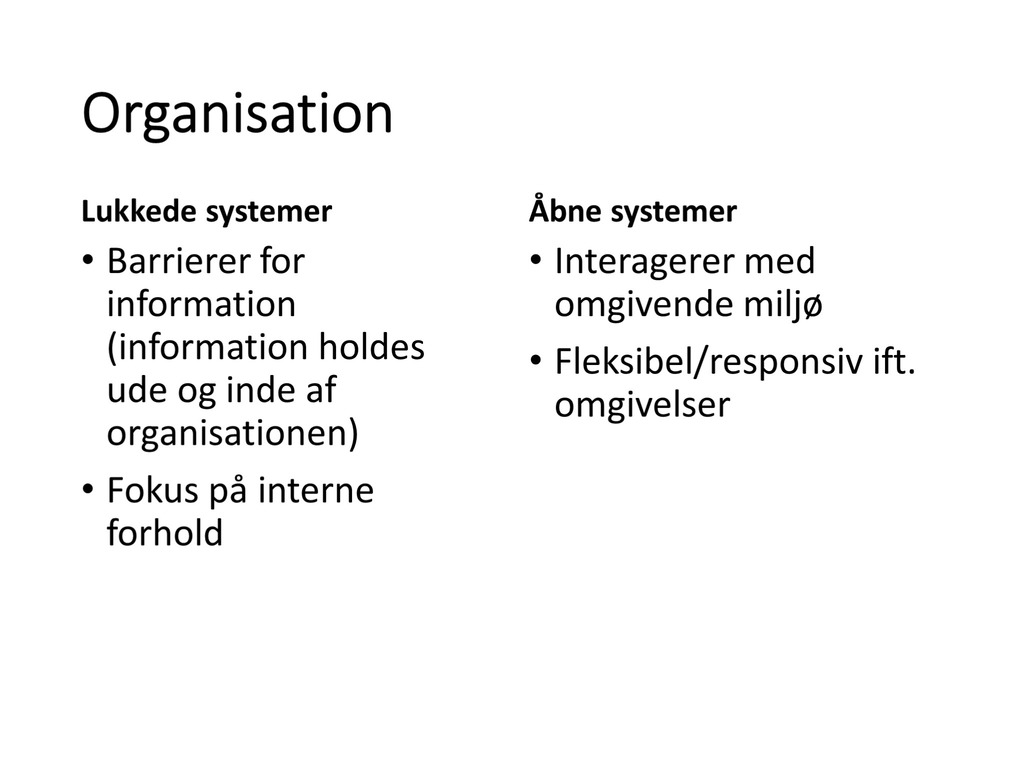 Organisation
Lukkede systemer
• Barrierer for
information
(information holdes
ude og inde af
organisationen)
• Fokus på interne
forhold
Åbne systemer
• Interagerer med
omgivende miljø
• Fleksibel/responsiv ift.
omgivelser